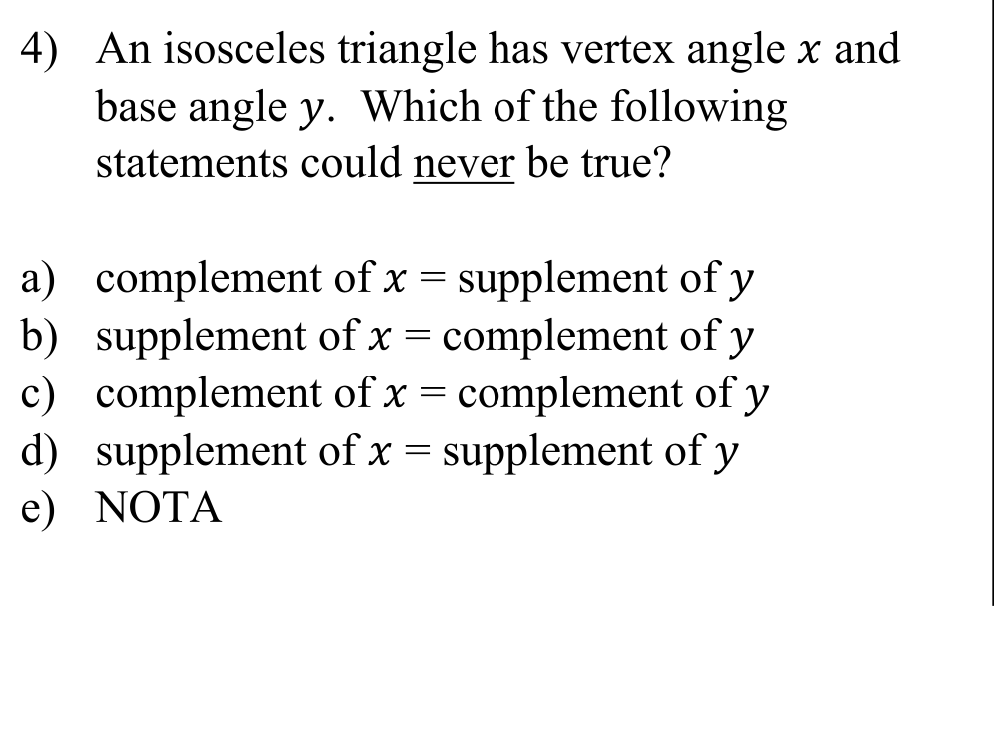 4) An isosceles triangle has vertex angle x and
base angle y. Which of the following
statements could never be true?
a) complement of x = supplement of y
b) supplement of x = complement of y
c) complement of x = complement of y
d) supplement of x = supplement of y
e) NOTA